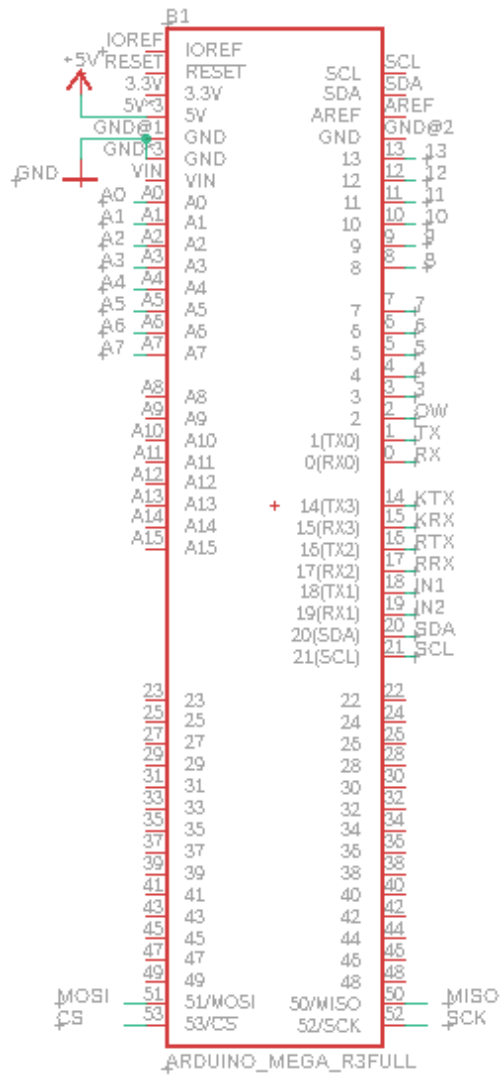 B1
IOREF IOREF
+5V RESET RESET SCL SCL
3.3V 3.3V SDA SDA
5V*3 5V AREF AREF
GND@1 GND GND GND@2
GND*3 GND 13 13 13
GND VIN VIN 12 12 12
A0 A0 A0 11 11 11
A1 A1 A1 10 10 10
A2 A2 A2 9 9 9
A3 A3 A3 8 8 8
A4 A4 A4
A5 A5 A5 7 7 7
A6 A6 A6 6 6 6
A7 A7 A7 5 5 5
4 4 4
A8 A8 3 3 3
A9 A9 2 2 OW
A10 A10 1(TX0) 1 TX
A11 A11 0(RX0) 0 RX
A12 A12
A13 A13 14(TX3) 14 KTX
A14 A14 15(RX3) 15 KRX
A15 A15 16(TX2) 16 RTX
17(RX2) 17 RRX
18(TX1) 18 IN1
19(RX1) 19 IN2
20(SDA) 20 SDA
21(SCL) 21 SCL
23 23 22 22
25 25 24 24
27 27 26 26
29 29 28 28
31 31 30 30
33 33 32 32
35 35 34 34
37 37 36 36
39 39 38 38
41 41 40 40
43 43 42 42
45 45 44 44
47 47 46 46
49 49 48 48
MOSI 51 51/MOSI 50/MISO 50 MISO
CS 53 53/CS 52/SCK 52 SCK
ARDUINO_MEGA_R3FULL